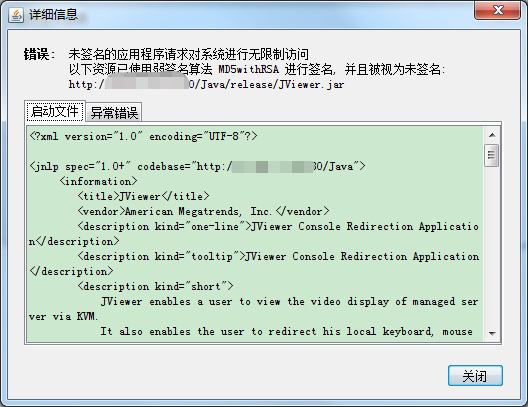 详细信息
错误： 未签名的应用程序请求对系统进行无限制访问
以下资源已使用弱签名算法 MD5withRSA 进行签名，并且被视为未签名：
http:/ 0/Java/release/JViewer.jar
启动文件 异常错误
<?xml version="1.0" encoding="UTF-8"?>
<jnlp spec="1.0+" codebase="http:/ 80/Java">
<information>
<title>JViewer</title>
<vendor>American Megatrends, Inc.</vendor>
<description kind="one-line">JViewer Console Redirection Applicatio
n</description>
<description kind="tooltip">JViewer Console Redirection Application
</description>
<description kind="short">
JViewer enables a user to view the video display of managed ser
ver via KVM.
It also enables the user to redirect his local keyboard, mouse
关闭